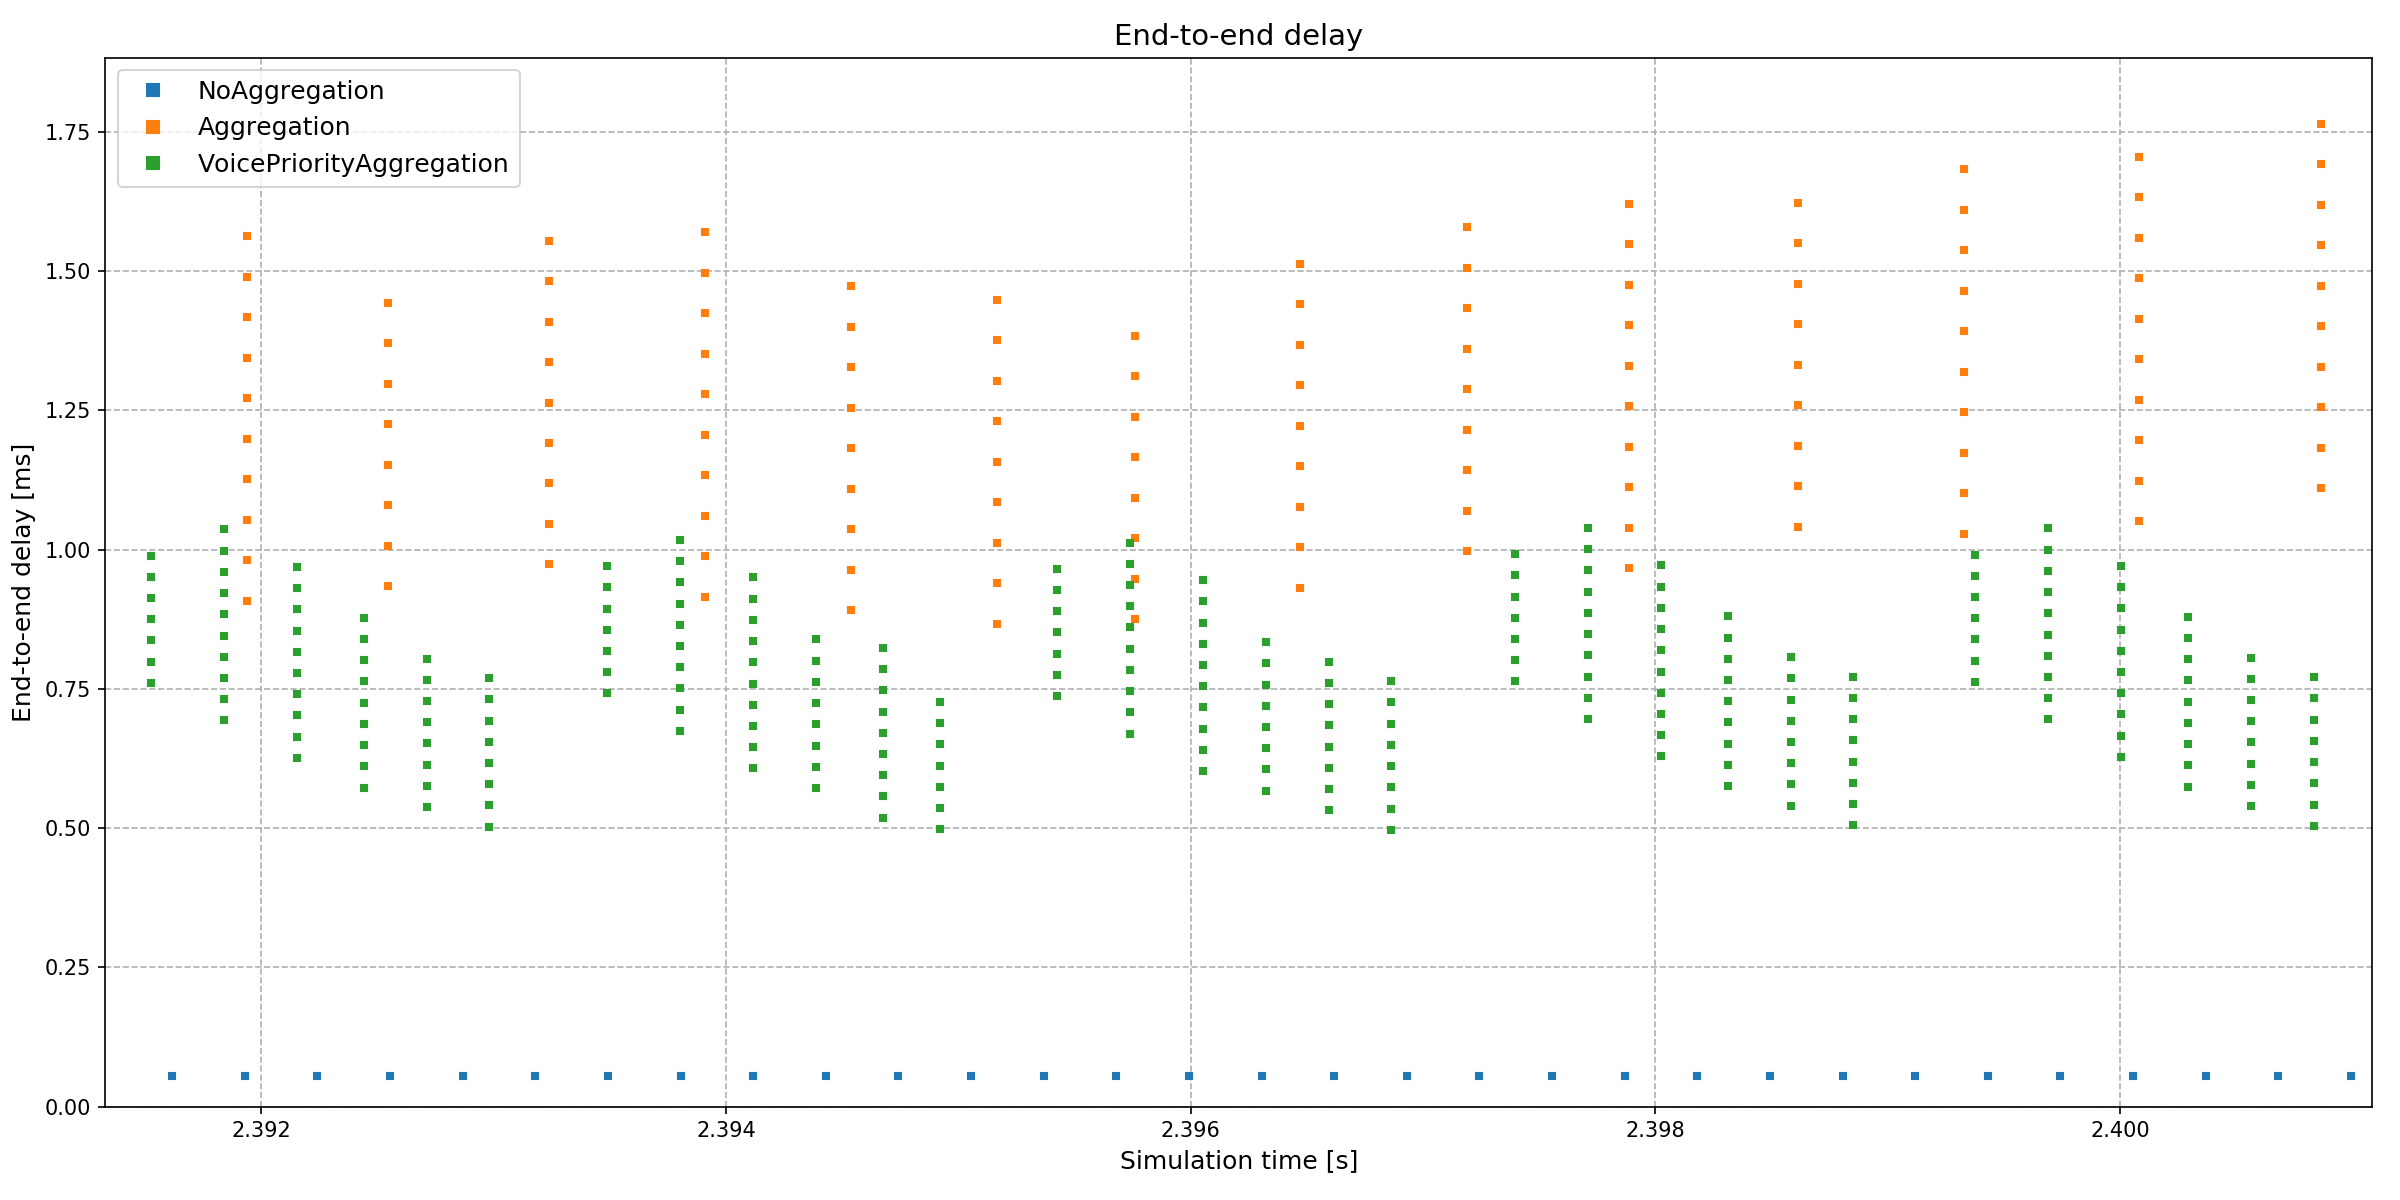 End-to-end delay
NoAggregation
Aggregation
VoicePriorityAggregation
End-to-end delay [ms]
1.75
1.50
1.25
1.00
0.75
0.50
0.25
0.00
2.392 2.394 2.396 2.398 2.400
Simulation time [s]